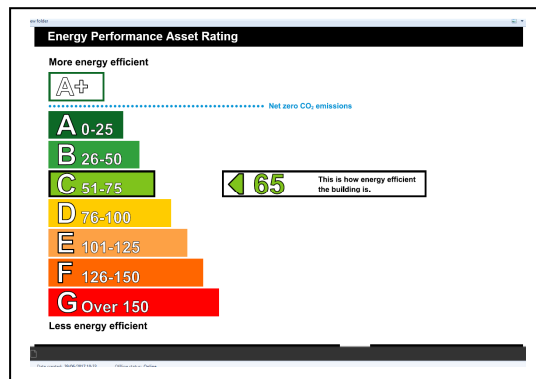 Energy Performance Asset Rating
More energy efficient
A+
Net zero CO₂ emissions
A 0-25
B 26-50
C 51-75
65 This is how energy efficient
the building is.
D 76-100
E 101-125
F 126-150
G Over 150
Less energy efficient